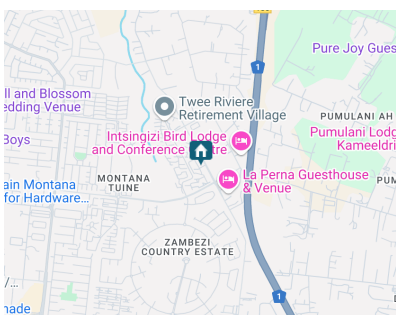 Pure Joy Gues
1
ll and Blossom
edding Venue
Twee Riviere
Retirement Village
PUMULANI AH
Boys
Intsingizi Bird Lodge
and Conference Centre
Pumulani Lodg
Kameeldri
MONTANA
TUINE
La Perna Guesthouse
& Venue
PUM
ain Montana
for Hardware...
ZAMBEZI
COUNTRY ESTATE
/...
D
1
nade